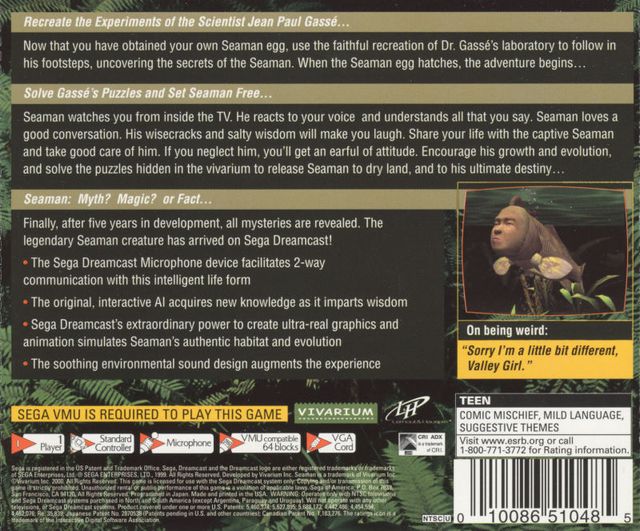 Recreate the Experiments of the Scientist Jean Paul Gassé...
Now that you have obtained your own Seaman egg, use the faithful recreation of Dr. Gassé's laboratory to follow in
his footsteps, uncovering the secrets of the Seaman. When the Seaman egg hatches, the adventure begins...
Solve Gassé's Puzzles and Set Seaman Free...
Seaman watches you from inside the TV. He reacts to your voice and understands all that you say. Seaman loves a
good conversation. His wisecracks and salty wisdom will make you laugh. Share your life with the captive Seaman
and take good care of him. If you neglect him, you'll get an earful of attitude. Encourage his growth and evolution,
and solve the puzzles hidden in the vivarium to release Seaman to dry land, and to his ultimate destiny...
Seaman: Myth? Magic? or Fact...
Finally, after five years in development, all mysteries are revealed. The
legendary Seaman creature has arrived on Sega Dreamcast!
• The Sega Dreamcast Microphone device facilitates 2-way
communication with this intelligent life form
• The original, interactive AI acquires new knowledge as it imparts wisdom
• Sega Dreamcast's extraordinary power to create ultra-real graphics and
animation simulates Seaman's authentic habitat and evolution
• The soothing environmental sound design augments the experience
On being weird:
"Sorry I'm a little bit different,
Valley Girl."
SEGA VMU IS REQUIRED TO PLAY THIS GAME
VIVARIUM
TEEN
COMIC MISCHIEF, MILD LANGUAGE,
SUGGESTIVE THEMES
Visit www.esrb.org or call
1-800-771-3772 for Rating information.
1 Player
Standard Controller
Microphone
VMU compatible 64 blocks
VGA Cord
CRI ADX
is a trademark
of CRI.
Sega is registered in the US Patent and Trademark Office. Sega, Dreamcast and the Dreamcast logo are either registered trademarks or trademarks
of SEGA Enterprises, Ltd. © SEGA ENTERPRISES, LTD., 1999. All Rights Reserved. Developed by Vivarium Inc. Seaman is a trademark of Vivarium Inc.
©Vivarium Inc. 2000. All Rights Reserved. This game is licensed for use with the Sega Dreamcast system only. Copying and/or transmission of this
game is strictly prohibited. Unauthorized rental or public performance of this game is a violation of applicable laws. Sega of America
San Francisco, CA 94120. Programmed in Japan. Made and printed in the USA. WARNING: Operates only with NTSC televisions
and Sega Dreamcast systems purchased in North and South America (except Argentina, Paraguay and Uruguay). Will not operate with any other
televisions, or Sega Dreamcast systems. Product covered under one or more U.S. Patents:
Japanese Patent No. 2870538 (Patents pending in U.S. and other countries); Canadian Patent No. 1,183,276. The ratings icon is a
trademark of the Interactive Digital Software Association.
NTSC U
0 10086 51048 5